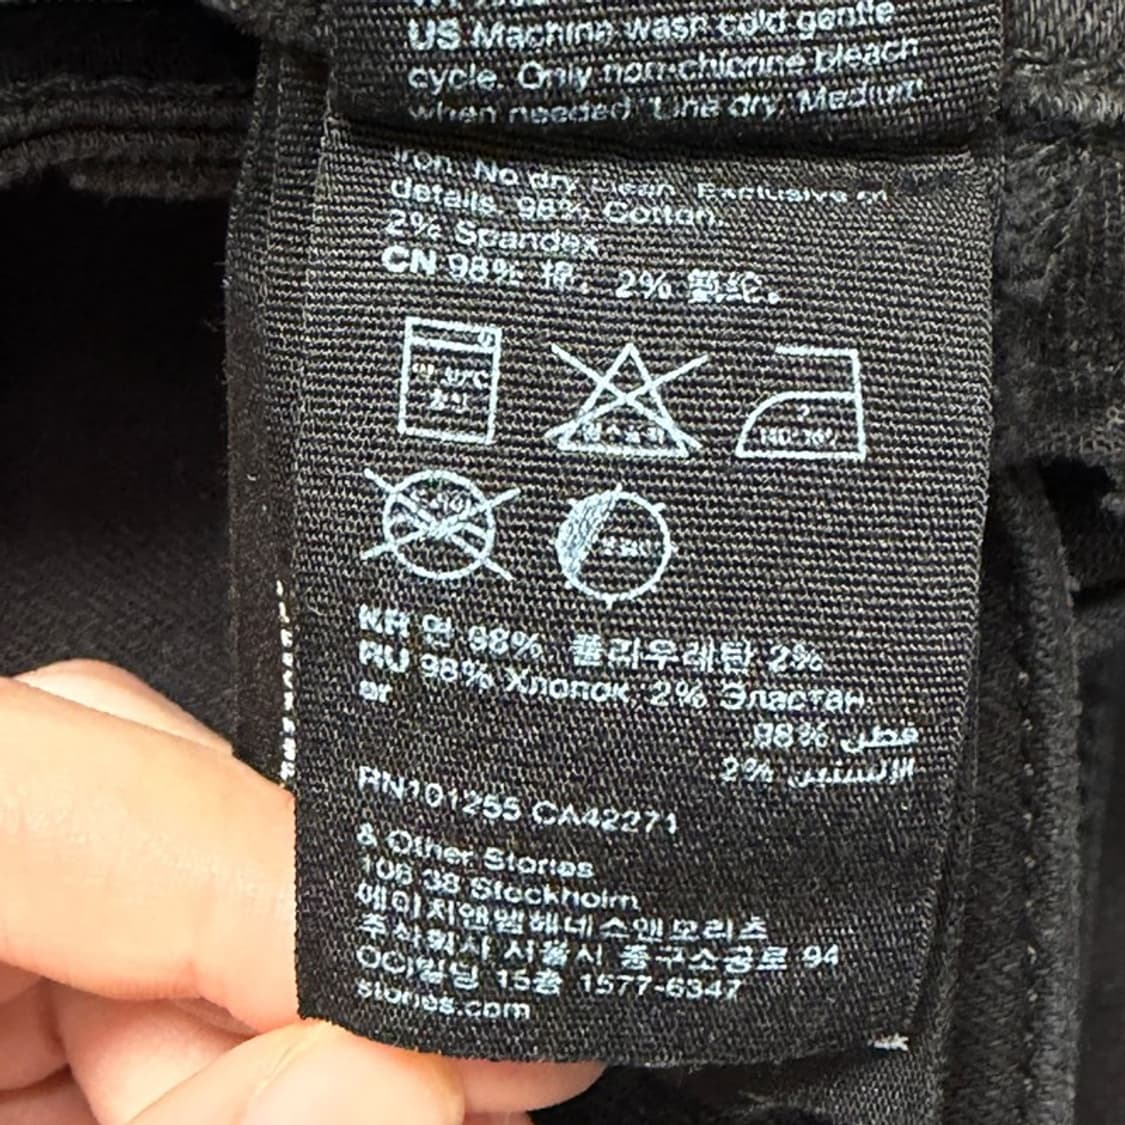 US Machine wash cold gentle
cycle. Only non-chlorine bleach
when needed. Line dry. Medium
iron. No dry clean. Exclusive of
details. 98% Cotton,
2% Spandex
CN 98% 棉, 2% 氨纶。
KR 면 98%, 폴리우레탄 2%
RU 98% Хлопок, 2% Эластан
ar
98% قطن
2% الاستين
RN101255 CA42271
& Other Stories
106 38 Stockholm
에이치앤엠헤네스앤모리츠
주식회사 서울시 중구소공로 94
OCI빌딩 15층 1577-6347
stories.com